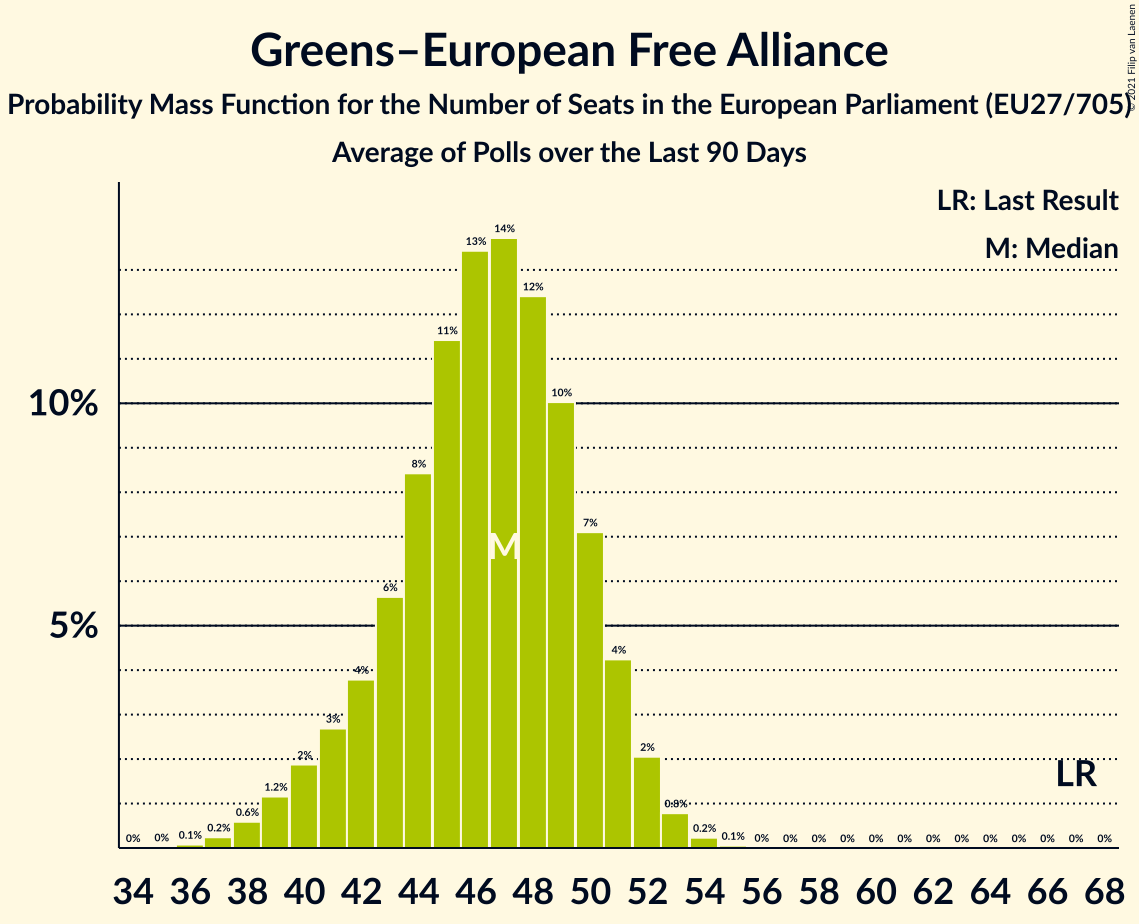 Greens–European Free Alliance
Probability Mass Function for the Number of Seats in the European Parliament (EU27/705)
Average of Polls over the Last 90 Days
© 2021 Filip van Laenen
LR: Last Result
M: Median
10%
5%
0% 0% 0.1% 0.2% 0.6% 1.2% 2% 3% 4% 6% 8% 11% 13% 14% 12% 10% 7% 4% 2% 0.8% 0.2% 0.1% 0% 0% 0% 0% 0% 0% 0% 0% 0% 0% 0% 0% 0%
M
LR
34 36 38 40 42 44 46 48 50 52 54 56 58 60 62 64 66 68